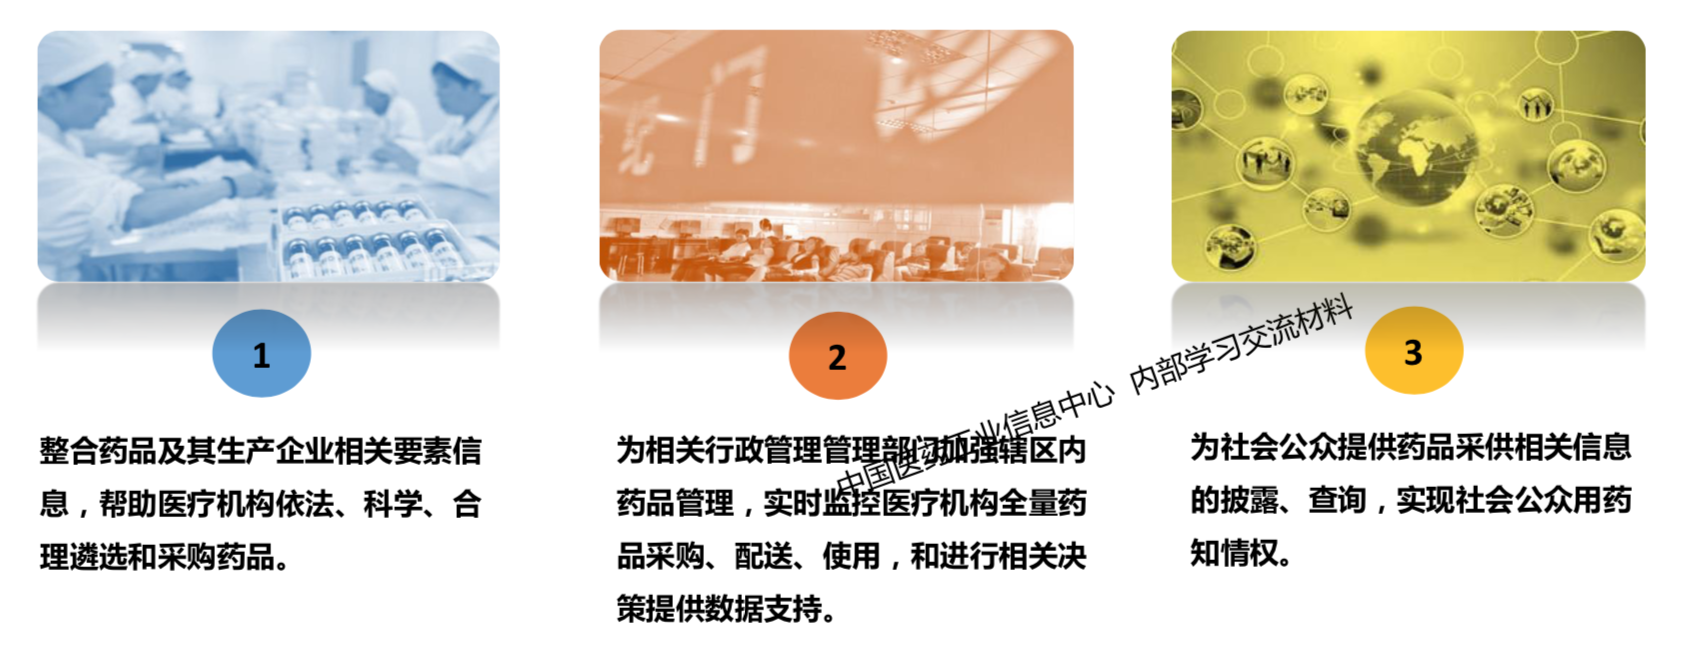 1
整合药品及其生产企业相关要素信
息，帮助医疗机构依法、科学、合
理遴选和采购药品。
2
为相关行政管理管理部门加强辖区内
药品管理，实时监控医疗机构全量药
品采购、配送、使用，和进行相关决
策提供数据支持。
3
为社会公众提供药品采供相关信息
的披露、查询，实现社会公众用药
知情权。
中国医药工业信息中心 内部学习交流材料